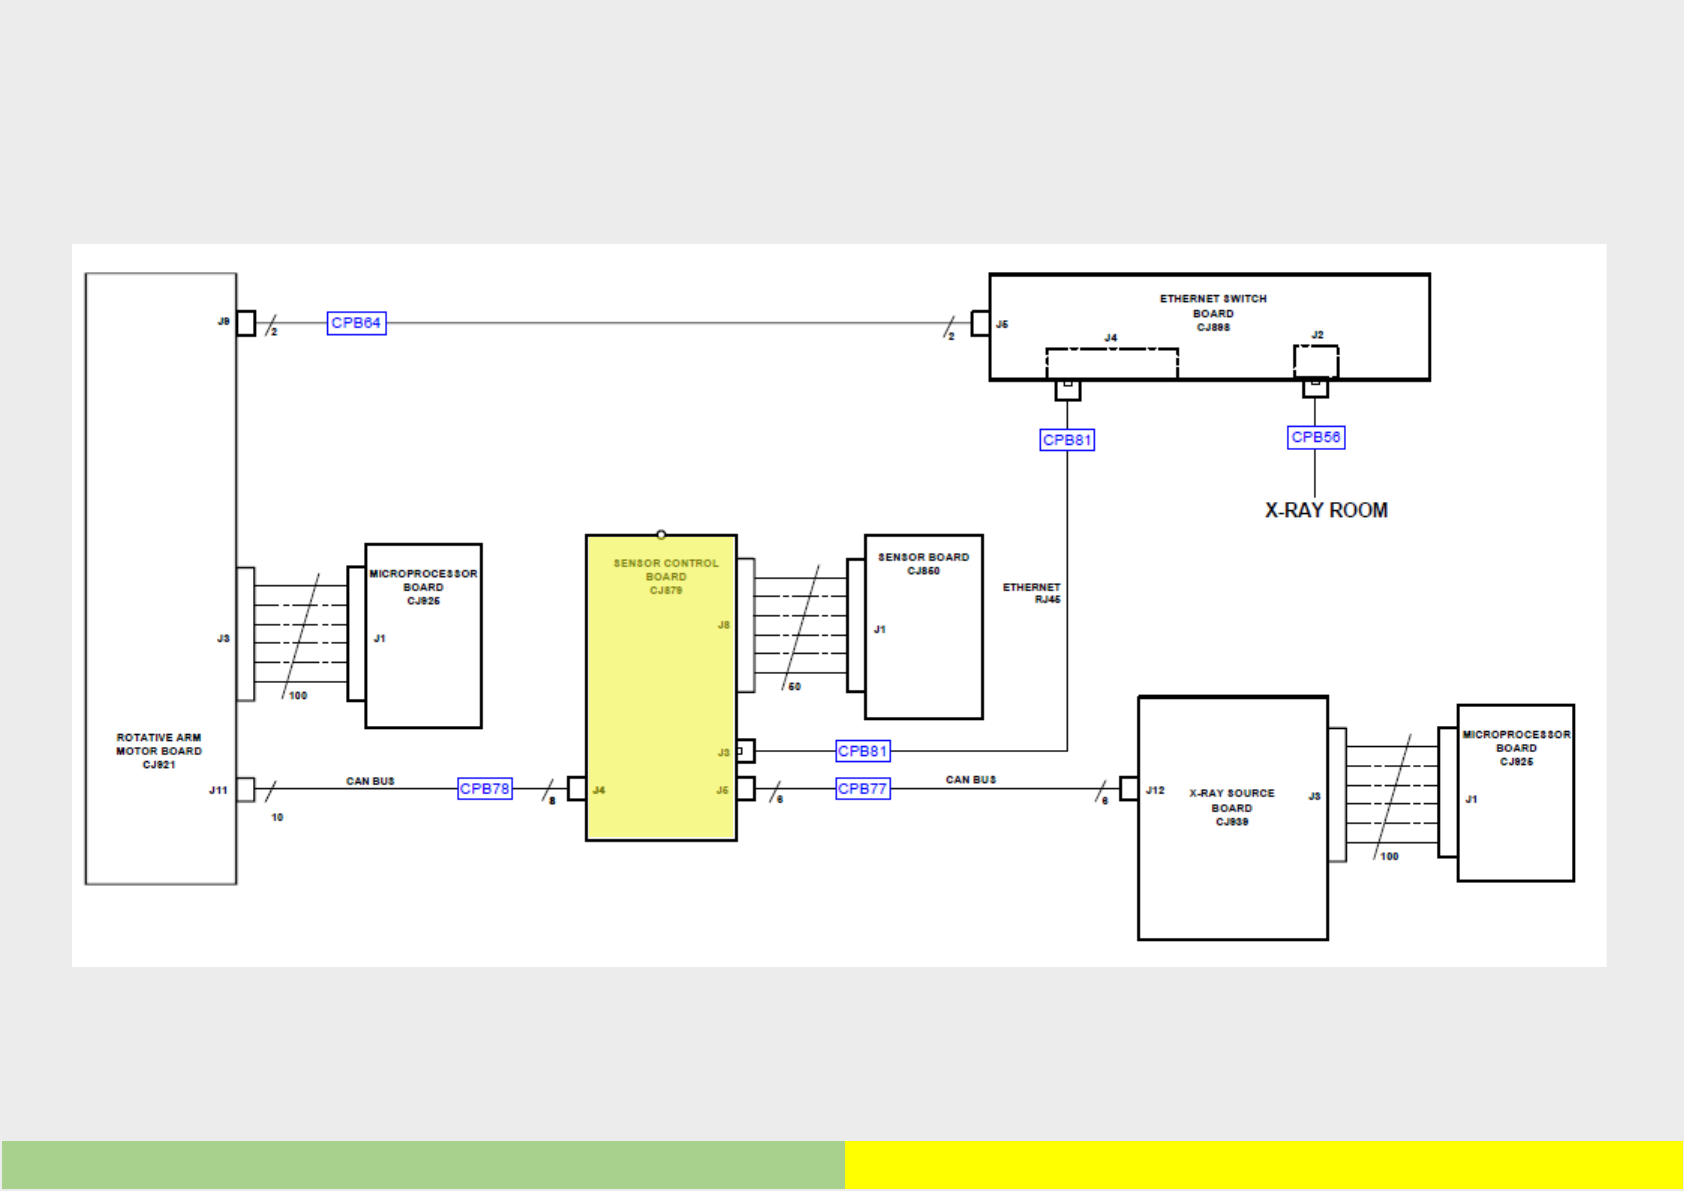 ETHERNET SWITCH
BOARD
CJ898
J9
2
CPB64
2
J5
J4
J2
CPB81
CPB56
X-RAY ROOM
MICROPROCESSOR
BOARD
CJ925
J3
J1
100
SENSOR CONTROL
BOARD
CJ879
J8
SENSOR BOARD
CJ850
J1
50
ETHERNET
RJ45
ROTATIVE ARM
MOTOR BOARD
CJ921
J3
CPB81
J11
10
CAN BUS
CPB78
8
J4
J5
6
CPB77
CAN BUS
6
J12
X-RAY SOURCE
BOARD
CJ939
J3
100
MICROPROCESSOR
BOARD
CJ925
J1